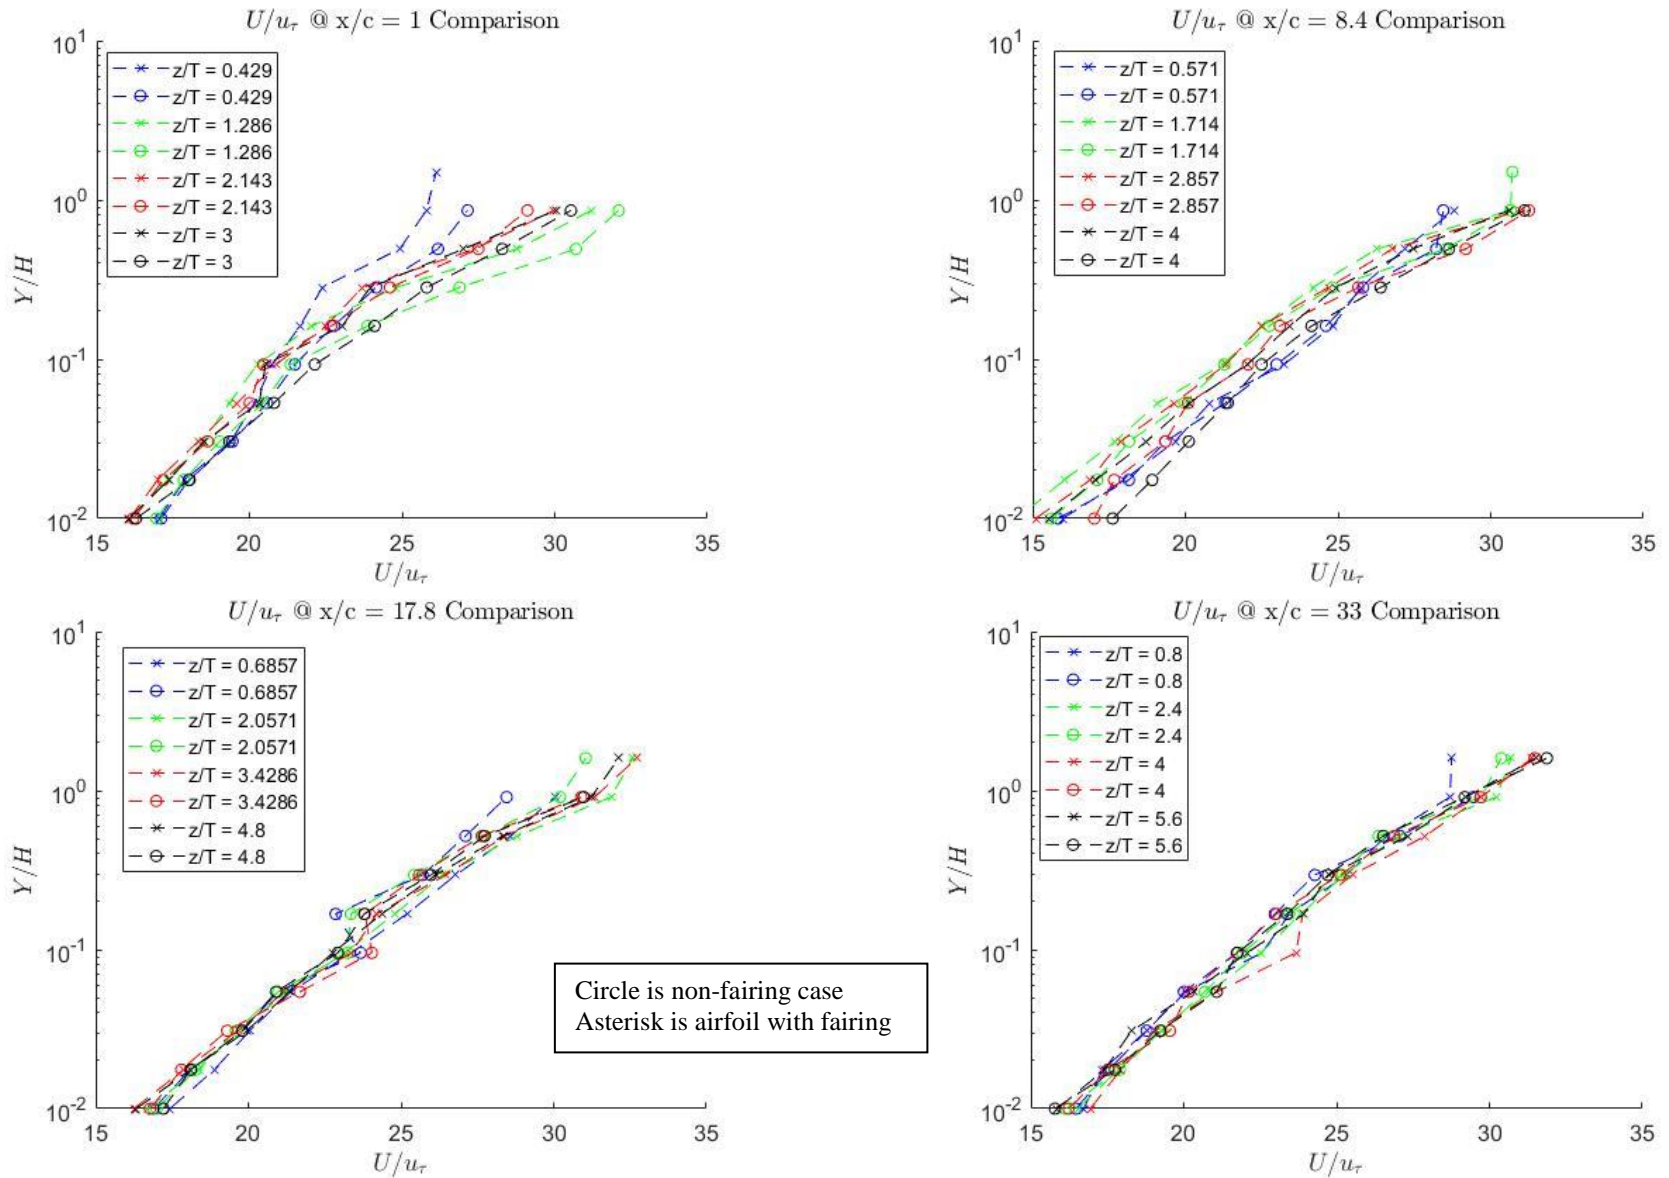 U/uτ @ x/c = 1 Comparison
10^1
10^0
10^-1
10^-2
Y/H
z/T = 0.429
z/T = 0.429
z/T = 1.286
z/T = 1.286
z/T = 2.143
z/T = 2.143
z/T = 3
z/T = 3
15 20 25 30 35
U/uτ
U/uτ @ x/c = 8.4 Comparison
10^1
10^0
10^-1
10^-2
Y/H
z/T = 0.571
z/T = 0.571
z/T = 1.714
z/T = 1.714
z/T = 2.857
z/T = 2.857
z/T = 4
z/T = 4
15 20 25 30 35
U/uτ
U/uτ @ x/c = 17.8 Comparison
10^1
10^0
10^-1
10^-2
Y/H
z/T = 0.6857
z/T = 0.6857
z/T = 2.0571
z/T = 2.0571
z/T = 3.4286
z/T = 3.4286
z/T = 4.8
z/T = 4.8
15 20 25 30 35
U/uτ
Circle is non-fairing case
Asterisk is airfoil with fairing
U/uτ @ x/c = 33 Comparison
10^1
10^0
10^-1
10^-2
Y/H
z/T = 0.8
z/T = 0.8
z/T = 2.4
z/T = 2.4
z/T = 4
z/T = 4
z/T = 5.6
z/T = 5.6
15 20 25 30 35
U/uτ